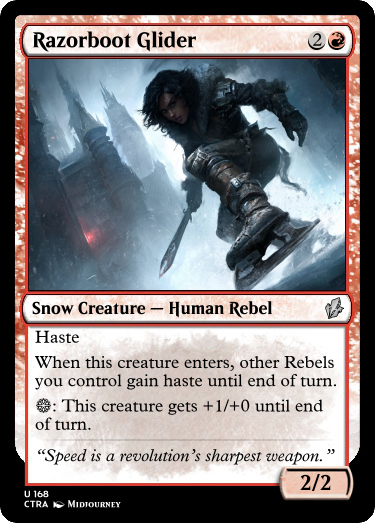 Razorboot Glider 2
Snow Creature — Human Rebel
Haste
When this creature enters, other Rebels
you control gain haste until end of turn.
: This creature gets +1/+0 until end
of turn.
“Speed is a revolution’s sharpest weapon.”
2/2
U 168
CTRA Midjourney